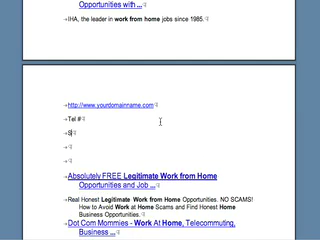 Opportunities with ...
IHA, the leader in work from home jobs since 1985.
http://www.yourdomainname.com
Tel #
S
Absolutely FREE Legitimate Work from Home
Opportunities and Job ...
Real Honest Legitimate Work from Home Opportunities. NO SCAMS!
How to Avoid Work at Home Scams and Find Honest Home
Business Opportunities.
Dot Com Mommies - Work At Home, Telecommuting,
Business ...